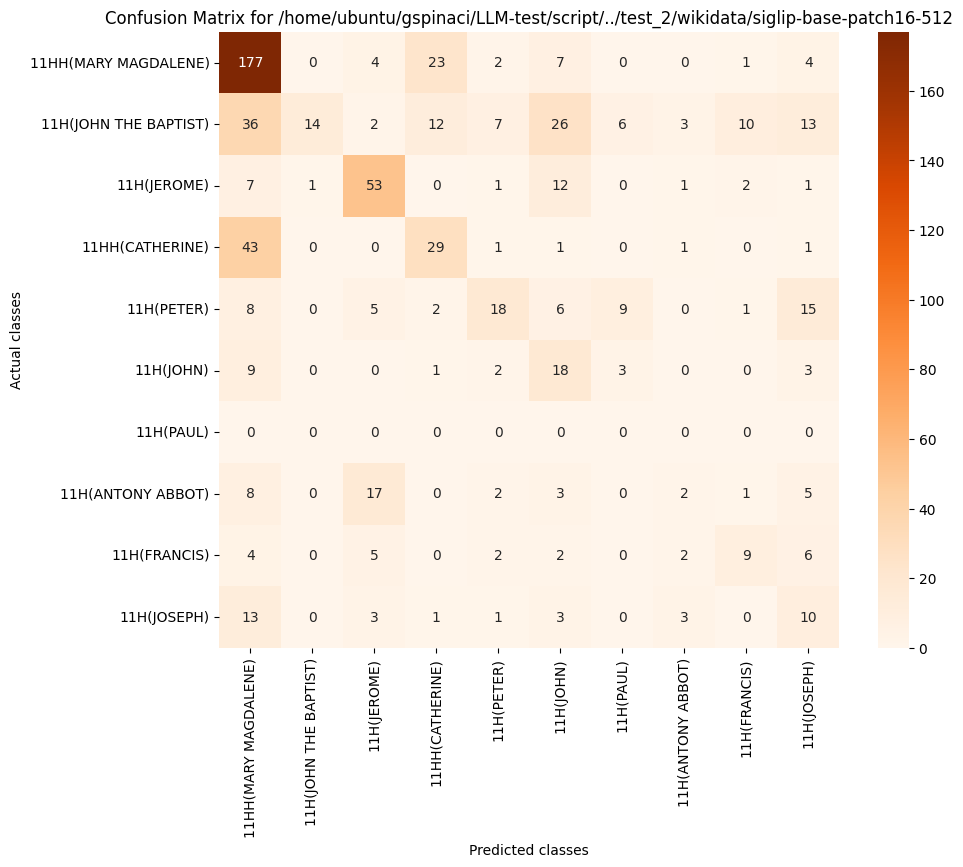 Confusion Matrix for /home/ubuntu/gspinaci/LLM-test/script/../test_2/wikidata/siglip-base-patch16-512
Actual classes
11HH(MARY MAGDALENE) 177 0 4 23 2 7 0 0 1 4
11H(JOHN THE BAPTIST) 36 14 2 12 7 26 6 3 10 13
11H(JEROME) 7 1 53 0 1 12 0 1 2 1
11HH(CATHERINE) 43 0 0 29 1 1 0 1 0 1
11H(PETER) 8 0 5 2 18 6 9 0 1 15
11H(JOHN) 9 0 0 1 2 18 3 0 0 3
11H(PAUL) 0 0 0 0 0 0 0 0 0 0
11H(ANTONY ABBOT) 8 0 17 0 2 3 0 2 1 5
11H(FRANCIS) 4 0 5 0 2 2 0 2 9 6
11H(JOSEPH) 13 0 3 1 1 3 0 3 0 10
11HH(MARY MAGDALENE)
11H(JOHN THE BAPTIST)
11H(JEROME)
11HH(CATHERINE)
11H(PETER)
11H(JOHN)
11H(PAUL)
11H(ANTONY ABBOT)
11H(FRANCIS)
11H(JOSEPH)
Predicted classes
160
140
120
100
80
60
40
20
0